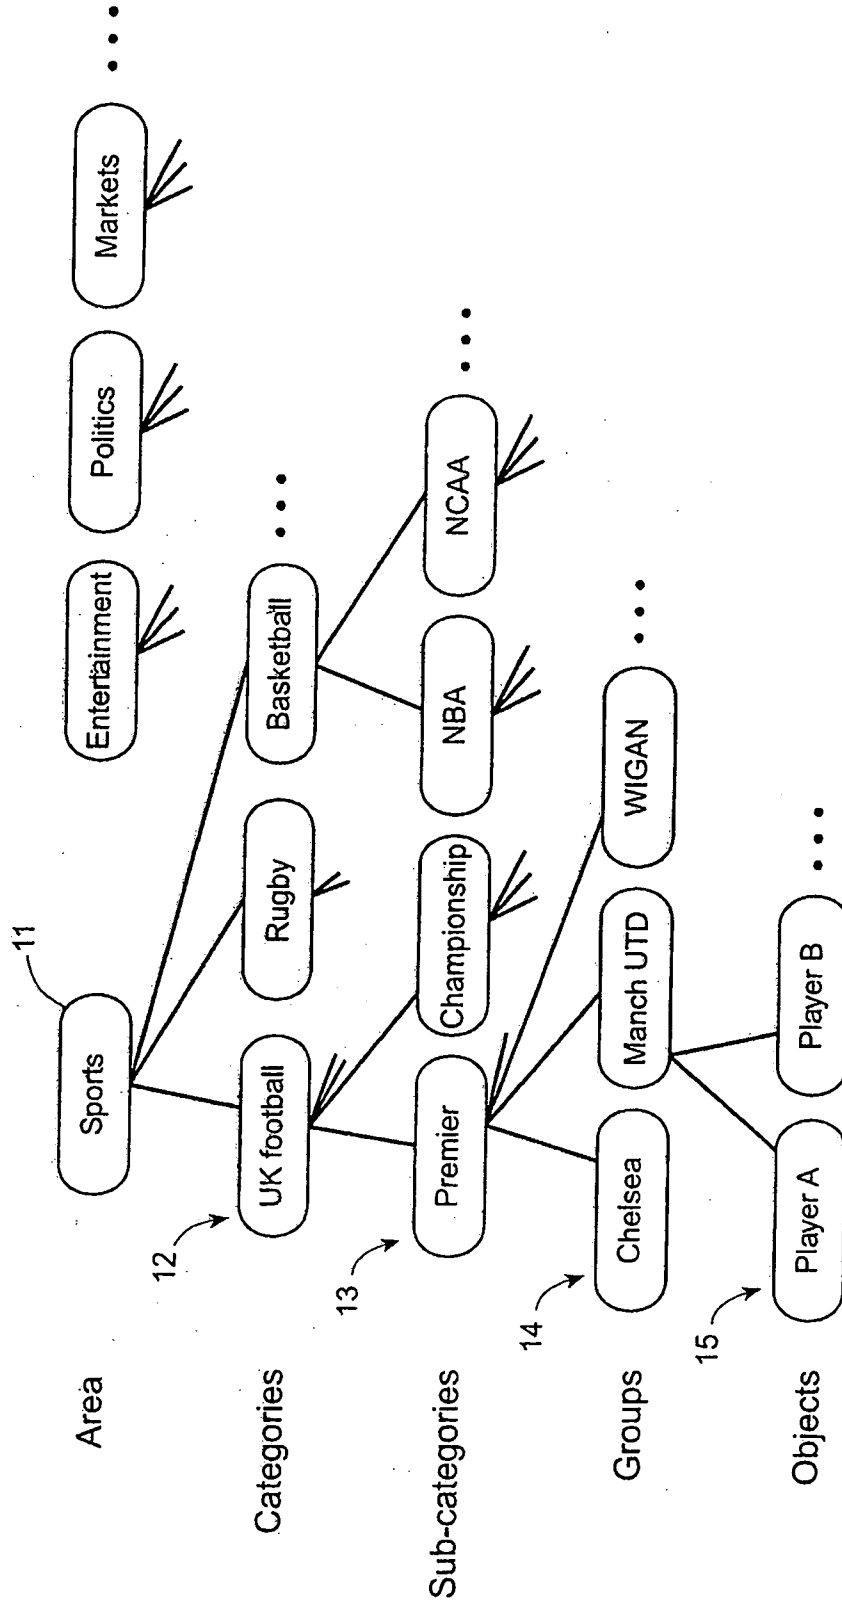 Area
11
Sports
Entertainment
Politics
Markets
Categories
12
UK football
Rugby
Basketball
Sub-categories
13
Premier
Championship
NBA
NCAA
Groups
14
Chelsea
Manch UTD
WIGAN
Objects
15
Player A
Player B